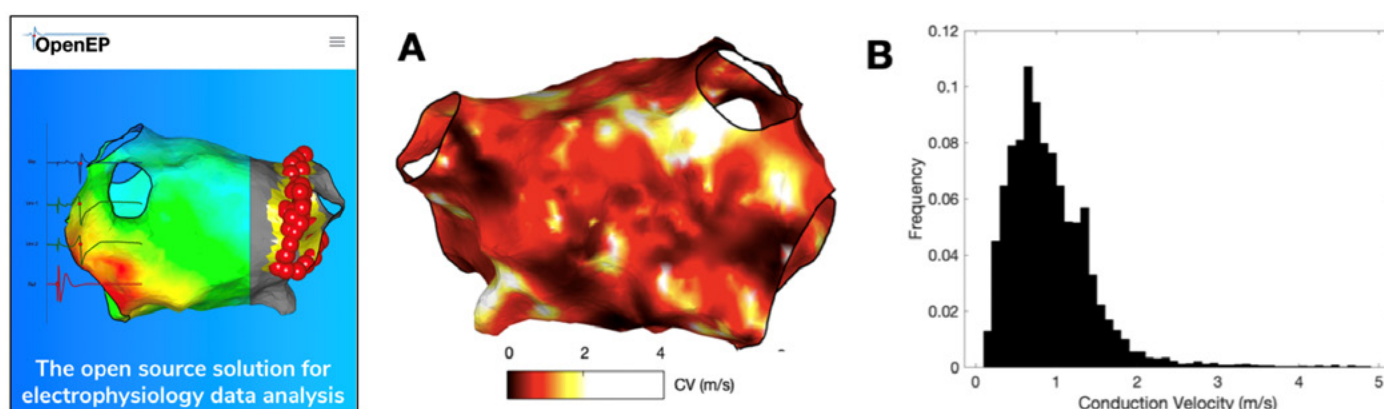 OpenEP
The open source solution for
electrophysiology data analysis
A
0 2 4
CV (m/s)
B
Frequency
0.12
0.1
0.08
0.06
0.04
0.02
0
0 1 2 3 4 5
Conduction Velocity (m/s)